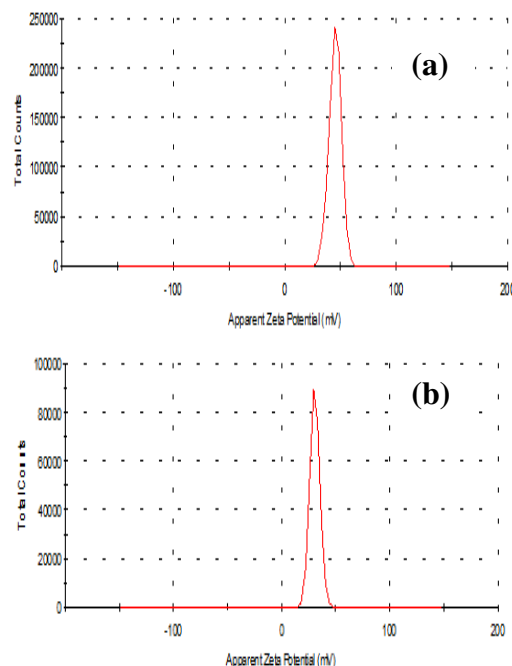 250000
(a)
200000
150000
100000
50000
0
Total Counts
-100 0 100 200
Apparent Zeta Potential (mV)
100000
(b)
80000
60000
40000
20000
0
Total Counts
-100 0 100 200
Apparent Zeta Potential (mV)